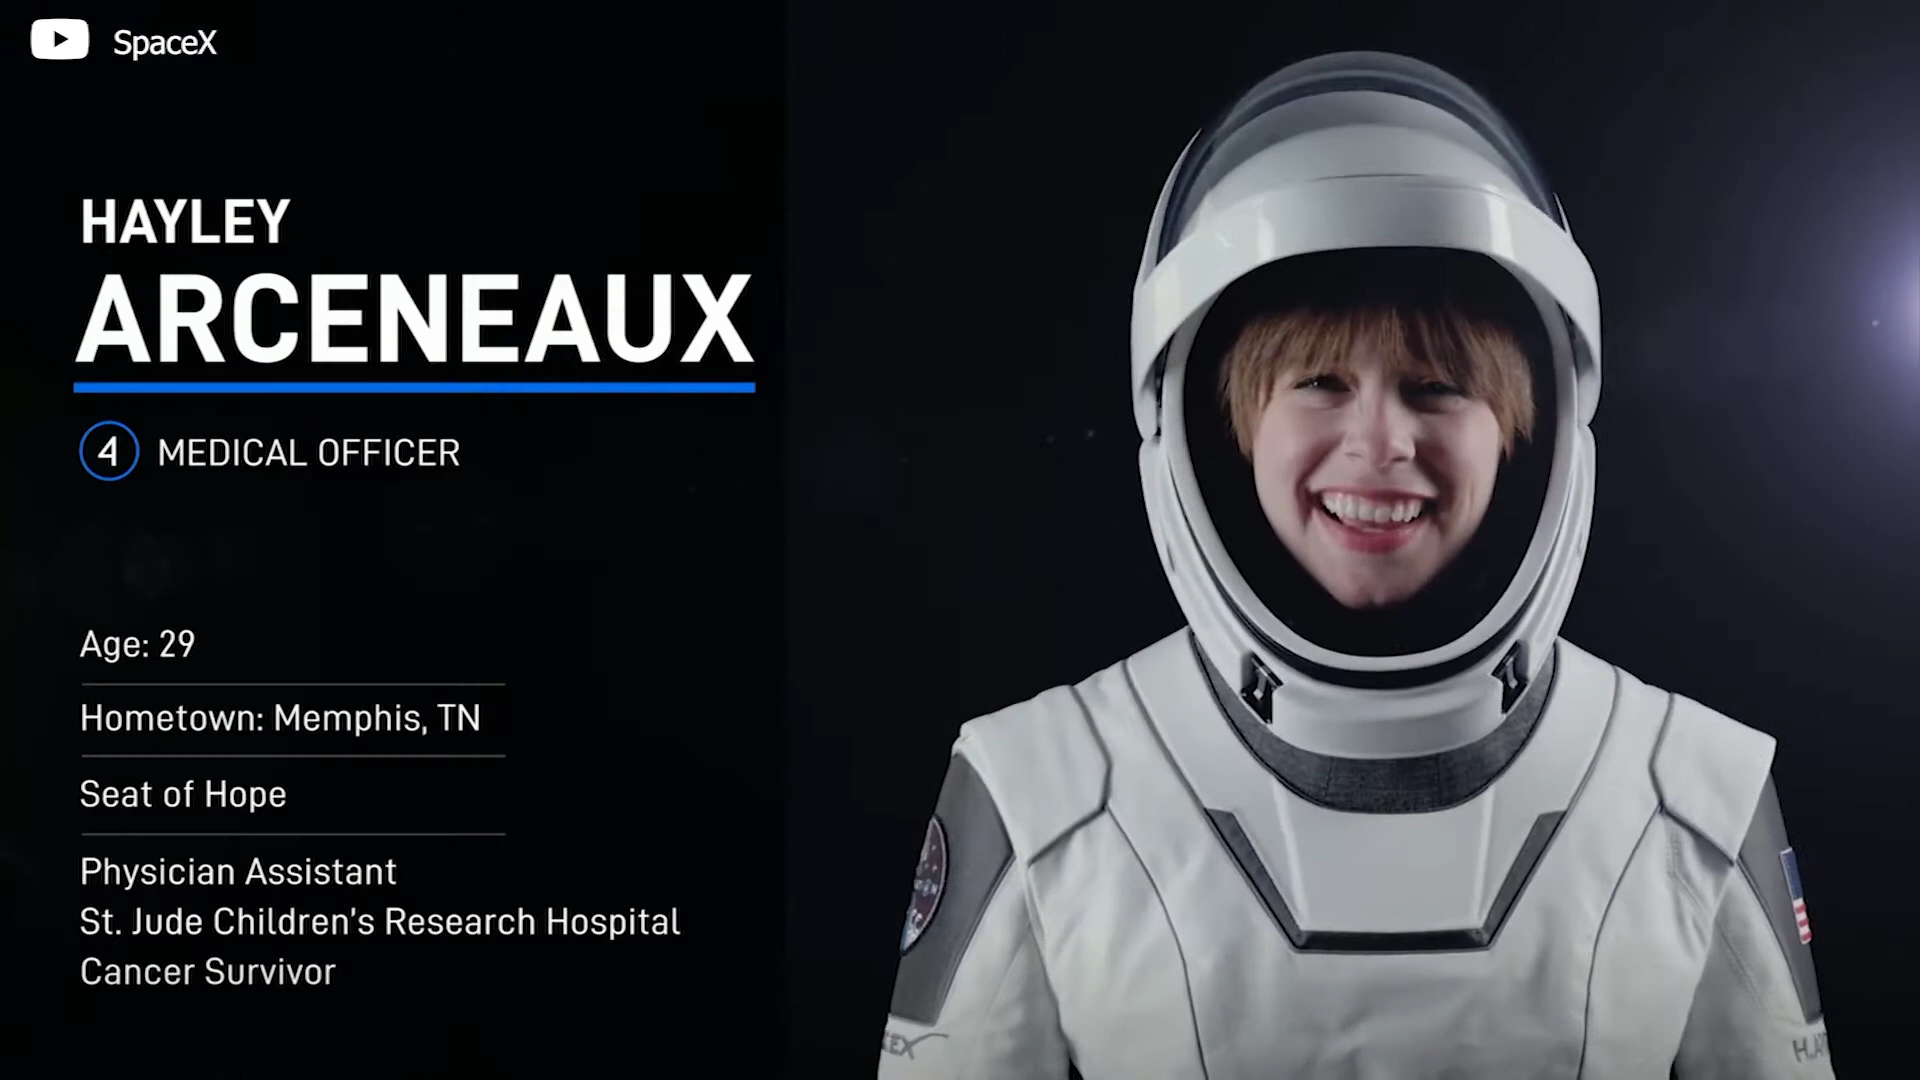 SpaceX
HAYLEY
ARCENEAUX
4 MEDICAL OFFICER
Age: 29
Hometown: Memphis, TN
Seat of Hope
Physician Assistant
St. Jude Children's Research Hospital
Cancer Survivor